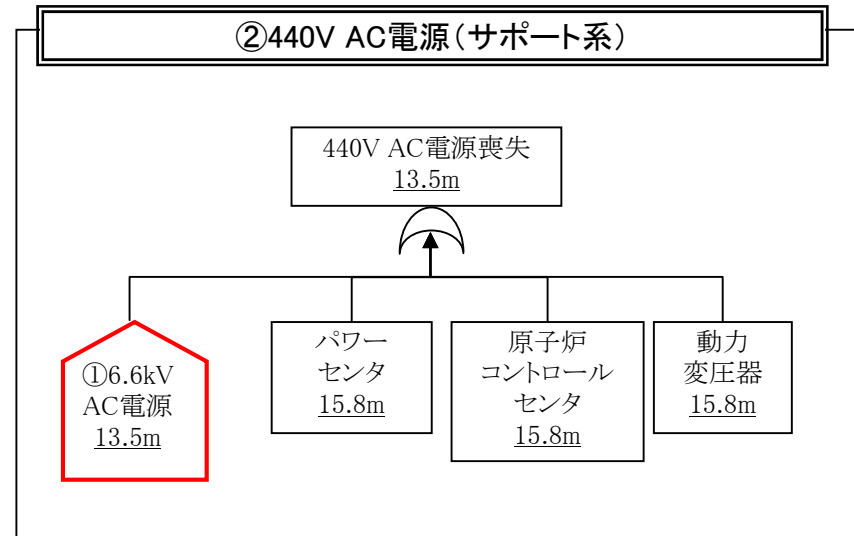 ②440V AC電源（サポート系）
440V AC電源喪失
13.5m
①6.6kV
AC電源
13.5m
パワー
センタ
15.8m
原子炉
コントロール
センタ
15.8m
動力
変圧器
15.8m